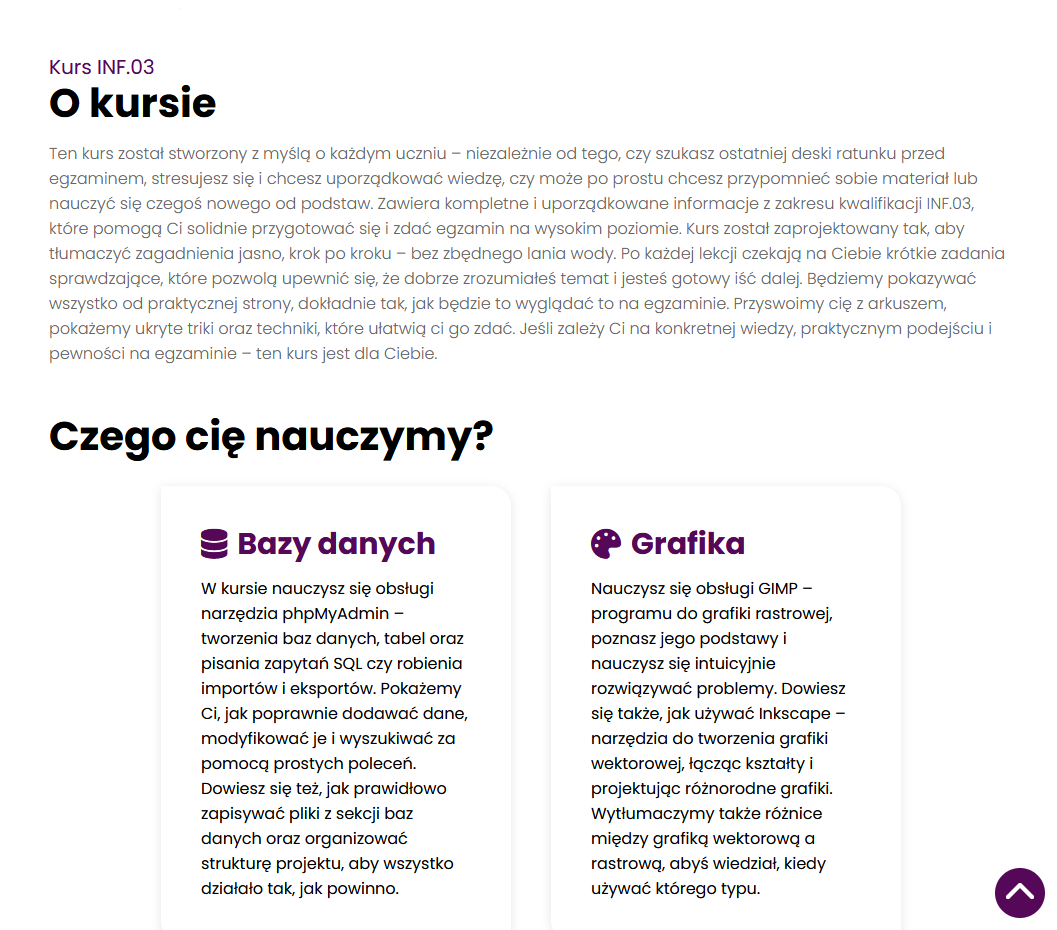 Kurs INF.03
O kursie
Ten kurs został stworzony z myślą o każdym uczniu – niezależnie od tego, czy szukasz ostatniej deski ratunku przed
egzaminem, stresujesz się i chcesz uporządkować wiedzę, czy może po prostu chcesz przypomnieć sobie materiał lub
nauczyć się czegoś nowego od podstaw. Zawiera kompletne i uporządkowane informacje z zakresu kwalifikacji INF.03,
które pomogą Ci solidnie przygotować się i zdać egzamin na wysokim poziomie. Kurs został zaprojektowany tak, aby
tłumaczyć zagadnienia jasno, krok po kroku – bez zbędnego lania wody. Po każdej lekcji czekają na Ciebie krótkie zadania
sprawdzające, które pozwolą upewnić się, że dobrze zrozumiałeś temat i jesteś gotowy iść dalej. Będziemy pokazywać
wszystko od praktycznej strony, dokładnie tak, jak będzie to wyglądać to na egzaminie. Przyswoimy cię z arkuszem,
pokażemy ukryte triki oraz techniki, które ułatwią ci go zdać. Jeśli zależy Ci na konkretnej wiedzy, praktycznym podejściu i
pewności na egzaminie – ten kurs jest dla Ciebie.
Czego cię nauczymy?
Bazy danych
W kursie nauczysz się obsługi
narzędzia phpMyAdmin –
tworzenia baz danych, tabel oraz
pisania zapytań SQL czy robienia
importów i eksportów. Pokażemy
Ci, jak poprawnie dodawać dane,
modyfikować je i wyszukiwać za
pomocą prostych poleceń.
Dowiesz się też, jak prawidłowo
zapisywać pliki z sekcji baz
danych oraz organizować
strukturę projektu, aby wszystko
działało tak, jak powinno.
Grafika
Nauczysz się obsługi GIMP –
programu do grafiki rastrowej,
poznasz jego podstawy i
nauczysz się intuicyjnie
rozwiązywać problemy. Dowiesz
się także, jak używać Inkscape –
narzędzia do tworzenia grafiki
wektorowej, łącząc kształty i
projektując różnorodne grafiki.
Wytłumaczymy także różnice
między grafiką wektorową a
rastrową, abyś wiedział, kiedy
używać którego typu.